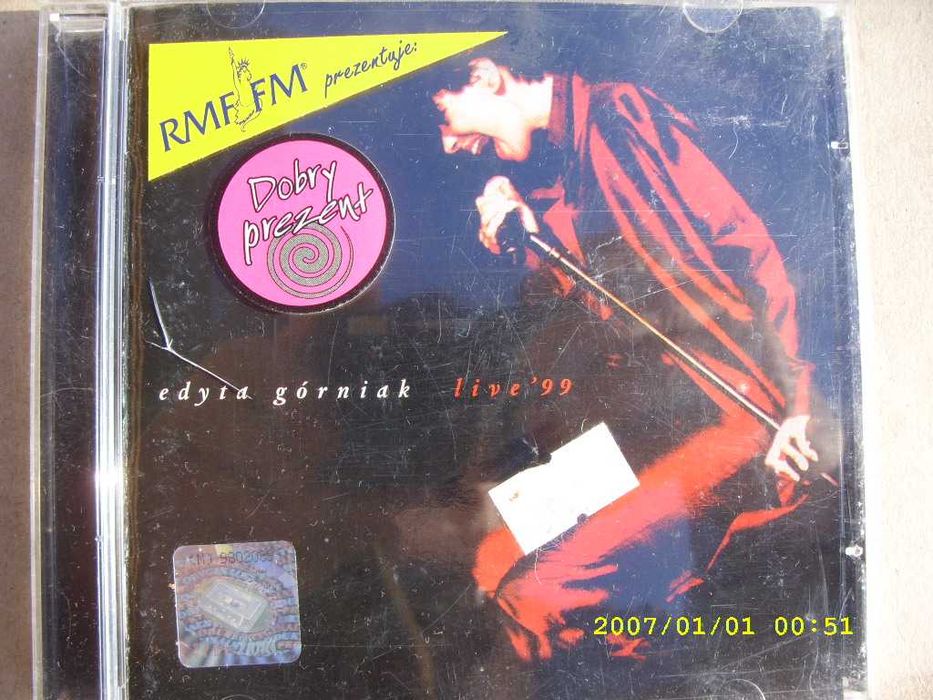 RMF FM® prezentuje:
Dobry
prezent
edyta górniak live'99
2007/01/01 00:51